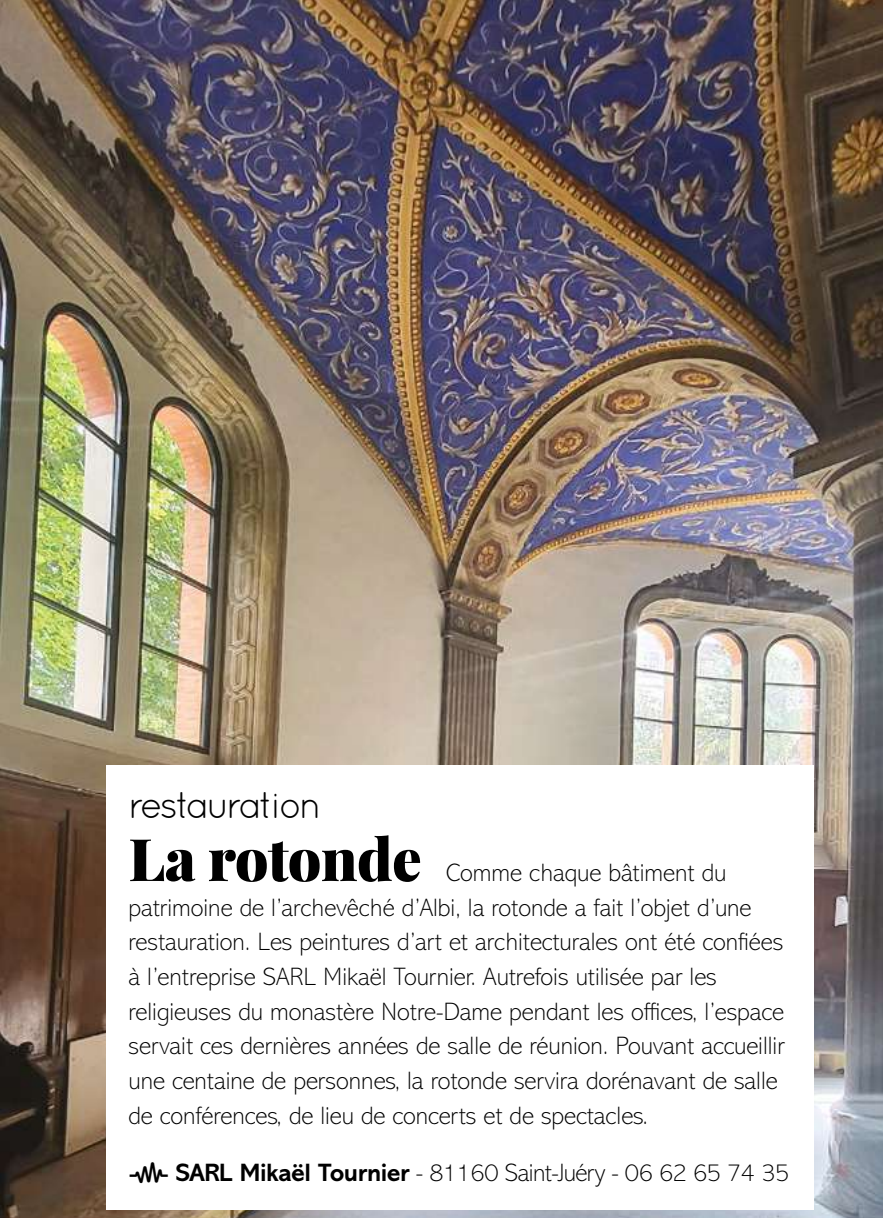 restauration
La rotonde Comme chaque bâtiment du
patrimoine de l'archevêché d'Albi, la rotonde a fait l'objet d'une
restauration. Les peintures d'art et architecturales ont été confiées
à l'entreprise SARL Mikaël Tournier. Autrefois utilisée par les
religieuses du monastère Notre-Dame pendant les offices, l'espace
servait ces dernières années de salle de réunion. Pouvant accueillir
une centaine de personnes, la rotonde servira dorénavant de salle
de conférences, de lieu de concerts et de spectacles.
SARL Mikaël Tournier - 81160 Saint-Juéry - 06 62 65 74 35